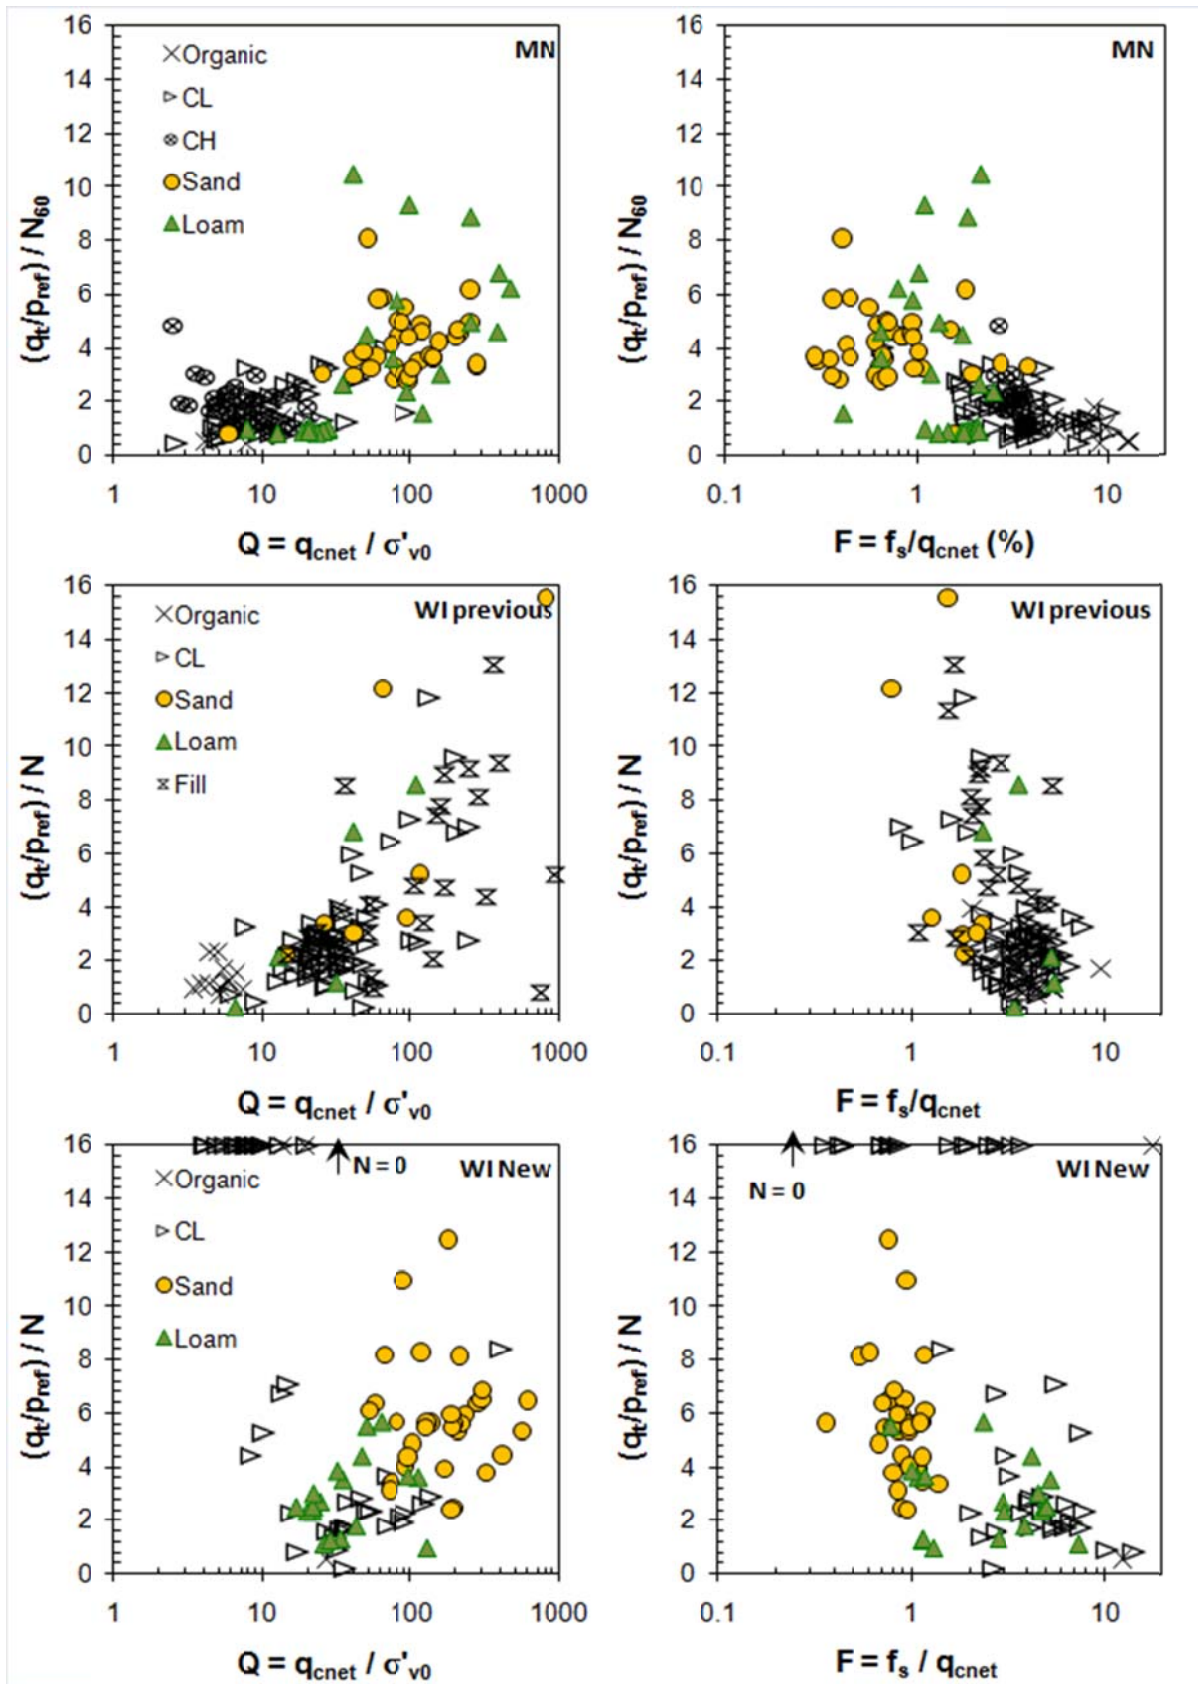 MN
Organic
CL
CH
Sand
Loam
16
14
12
10
8
6
4
2
0
(qt/pref) / N60
1 10 100 1000
Q = qcnet / σ'v0
MN
16
14
12
10
8
6
4
2
0
(qt/pref) / N60
0.1 1 10
F = fs/qcnet (%)
WI previous
Organic
CL
Sand
Loam
Fill
16
14
12
10
8
6
4
2
0
(qt/pref) / N
1 10 100 1000
Q = qcnet / σ'v0
WI previous
16
14
12
10
8
6
4
2
0
(qt/pref) / N
0.1 1 10
F = fs/qcnet
N = 0
WI New
Organic
CL
Sand
Loam
16
14
12
10
8
6
4
2
0
(qt/pref) / N
1 10 100 1000
Q = qcnet / σ'v0
WI New
N = 0
16
14
12
10
8
6
4
2
0
(qt/pref) / N
0.1 1 10
F = fs / qcnet